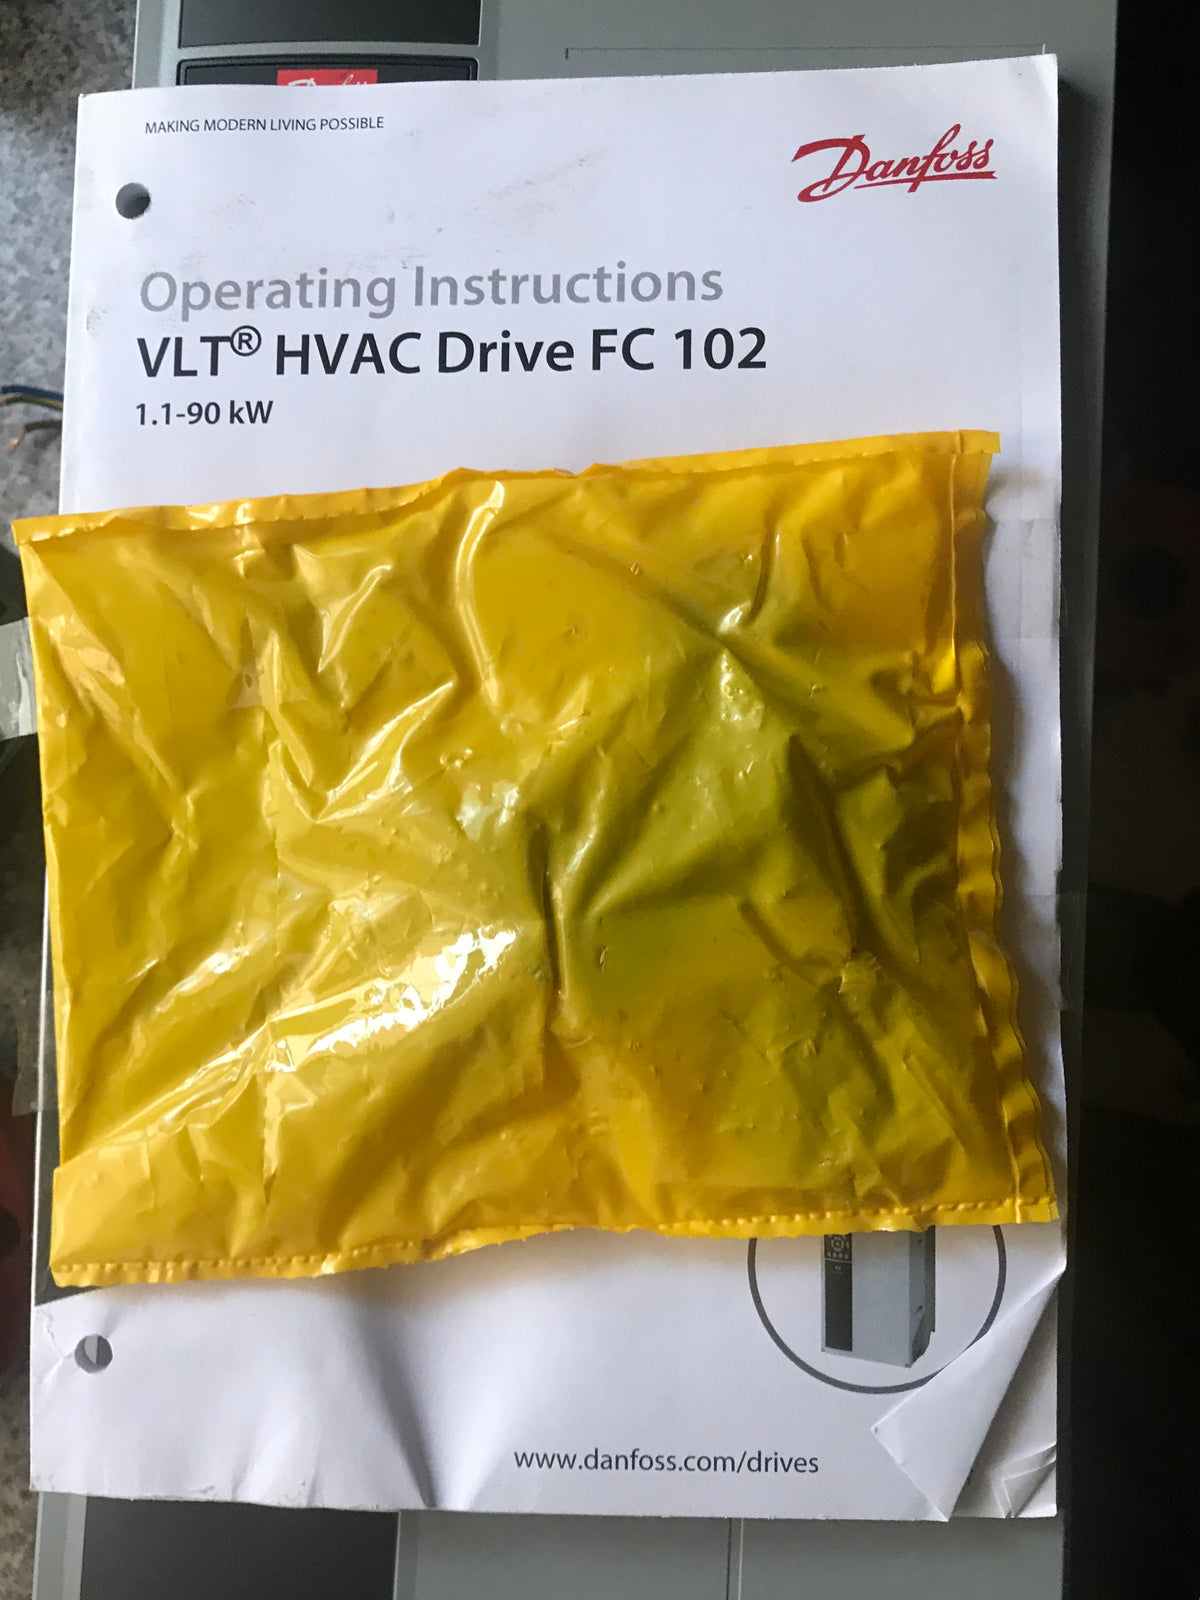 Danfoss
MAKING MODERN LIVING POSSIBLE
Danfoss
Operating Instructions
VLT® HVAC Drive FC 102
1.1-90 kW
www.danfoss.com/drives